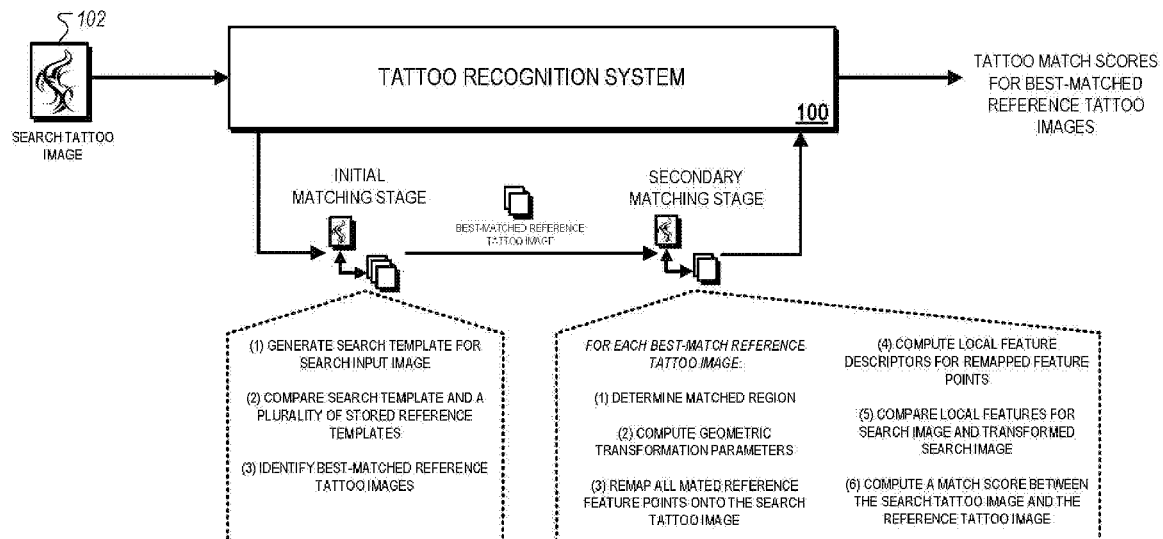 102
SEARCH TATTOO
IMAGE
TATTOO RECOGNITION SYSTEM
100
TATTOO MATCH SCORES
FOR BEST-MATCHED
REFERENCE TATTOO
IMAGES
INITIAL
MATCHING STAGE
BEST-MATCHED REFERENCE
TATTOO IMAGE
SECONDARY
MATCHING STAGE
(1) GENERATE SEARCH TEMPLATE FOR
SEARCH INPUT IMAGE
(2) COMPARE SEARCH TEMPLATE AND A
PLURALITY OF STORED REFERENCE
TEMPLATES
(3) IDENTIFY BEST-MATCHED REFERENCE
TATTOO IMAGES
FOR EACH BEST-MATCH REFERENCE
TATTOO IMAGE:
(1) DETERMINE MATCHED REGION
(2) COMPUTE GEOMETRIC
TRANSFORMATION PARAMETERS
(3) REMAP ALL MATED REFERENCE
FEATURE POINTS ONTO THE SEARCH
TATTOO IMAGE
(4) COMPUTE LOCAL FEATURE
DESCRIPTORS FOR REMAPPED FEATURE
POINTS
(5) COMPARE LOCAL FEATURES FOR
SEARCH IMAGE AND TRANSFORMED
SEARCH IMAGE
(6) COMPUTE A MATCH SCORE BETWEEN
THE SEARCH TATTOO IMAGE AND THE
REFERENCE TATTOO IMAGE